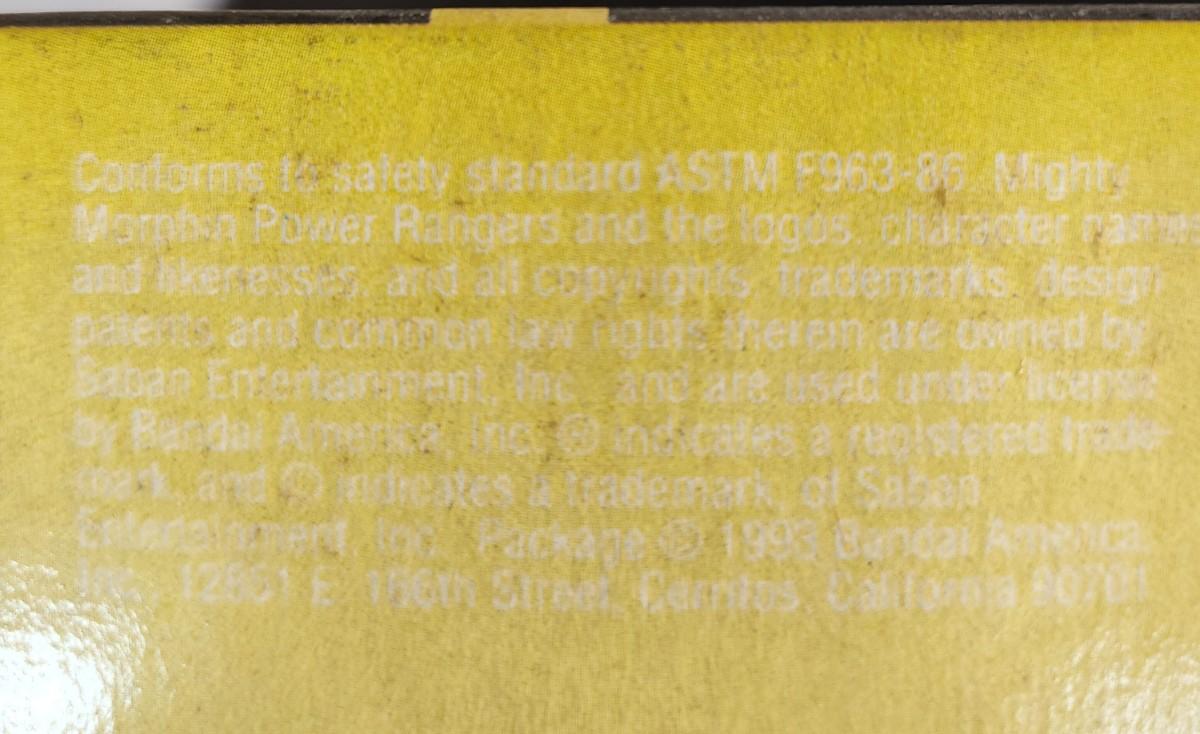 Conforms to safety standard ASTM F963-86. Mighty
Morphin Power Rangers and the logos, character names
and likenesses, and all copyrights, trademarks, design
patents and common law rights therein are owned by
Saban Entertainment, Inc. and are used under license
by Bandai America, Inc. ® indicates a registered trade-
mark, and © indicates a trademark, of Saban
Entertainment, Inc. Package © 1993 Bandai America,
Inc., 12851 E. 166th Street, Cerritos, California 90701